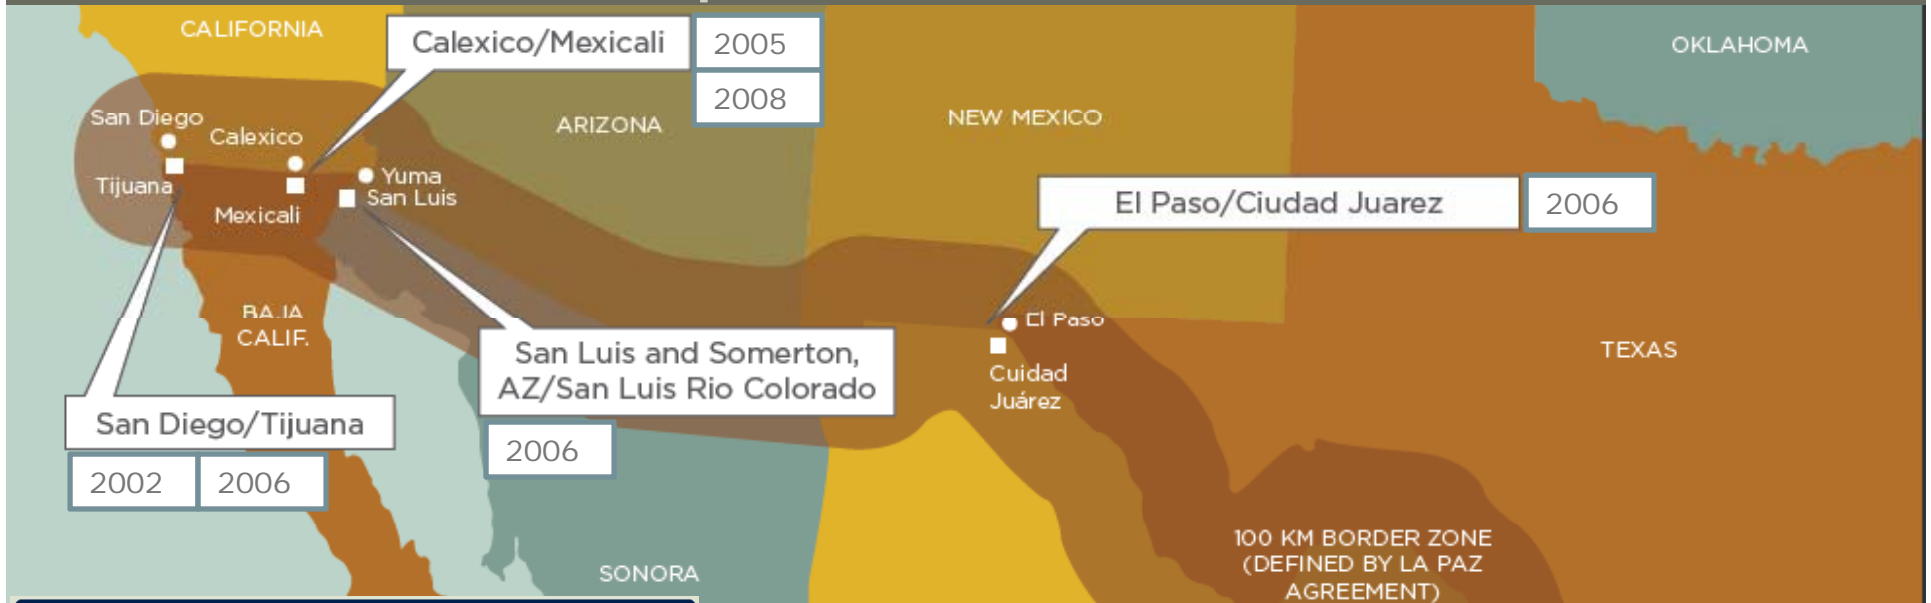 CALIFORNIA
Calexico/Mexicali
2005
2008
OKLAHOMA
San Diego
Calexico
ARIZONA
NEW MEXICO
Tijuana
Mexicali
Yuma
San Luis
El Paso/Ciudad Juarez
2006
BAJA
CALIF.
El Paso
Cuidad
Juárez
TEXAS
San Luis and Somerton,
AZ/San Luis Rio Colorado
2006
San Diego/Tijuana
2002
2006
SONORA
100 KM BORDER ZONE
(DEFINED BY LA PAZ
AGREEMENT)